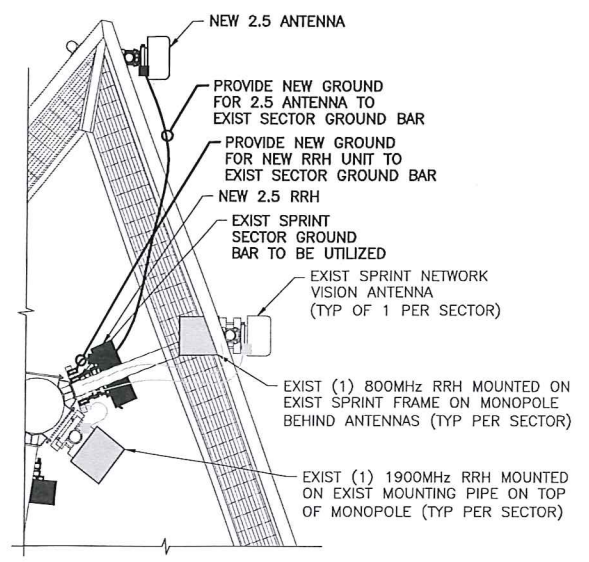 NEW 2.5 ANTENNA
PROVIDE NEW GROUND
FOR 2.5 ANTENNA TO
EXIST SECTOR GROUND BAR
PROVIDE NEW GROUND
FOR NEW RRH UNIT TO
EXIST SECTOR GROUND BAR
NEW 2.5 RRH
EXIST SPRINT
SECTOR GROUND
BAR TO BE UTILIZED
EXIST SPRINT NETWORK
VISION ANTENNA
(TYP OF 1 PER SECTOR)
EXIST (1) 800MHz RRH MOUNTED ON
EXIST SPRINT FRAME ON MONOPOLE
BEHIND ANTENNAS (TYP PER SECTOR)
EXIST (1) 1900MHz RRH MOUNTED
ON EXIST MOUNTING PIPE ON TOP
OF MONOPOLE (TYP PER SECTOR)